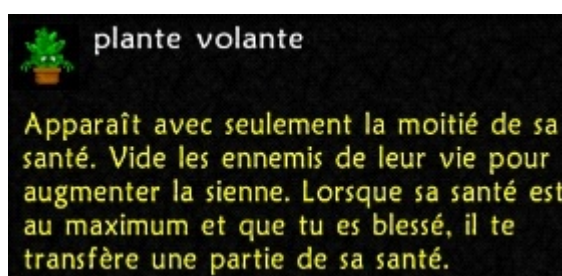 plante volante
Apparaît avec seulement la moitié de sa
santé. Vide les ennemis de leur vie pour
augmenter la sienne. Lorsque sa santé est
au maximum et que tu es blessé, il te
transfère une partie de sa santé.